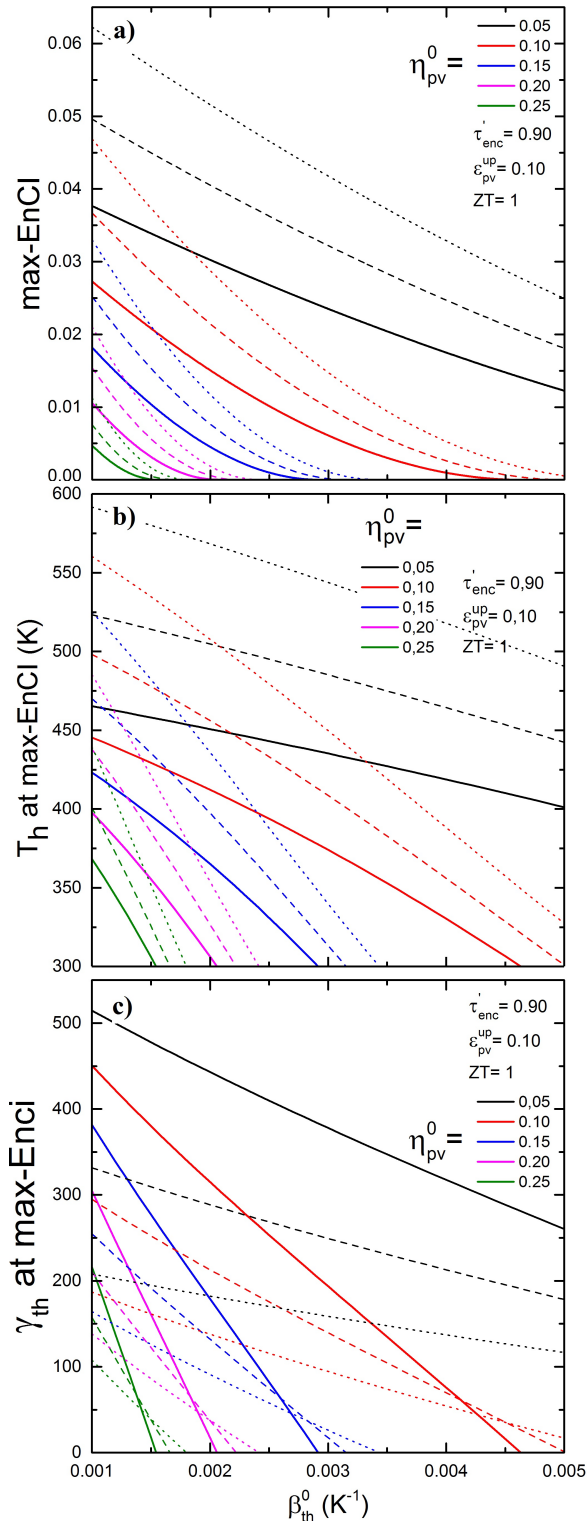 a)
0.06
0.05
0.04
0.03
0.02
0.01
0.00
max-EnCI
η⁰pv =
0.05
0.10
0.15
0.20
0.25
τ'enc = 0.90
εᵘᵖpv = 0.10
ZT= 1
b)
600
550
500
450
400
350
300
Th at max-EnCI (K)
η⁰pv =
0,05
0,10
0,15
0,20
0,25
τ'enc = 0,90
εᵘᵖpv = 0,10
ZT= 1
c)
500
400
300
200
100
0
γth at max-Enci
τ'enc = 0.90
εᵘᵖpv = 0.10
ZT= 1
η⁰pv =
0,05
0.10
0.15
0.20
0.25
0.001 0.002 0.003 0.004 0.005
β⁰th (K⁻¹)